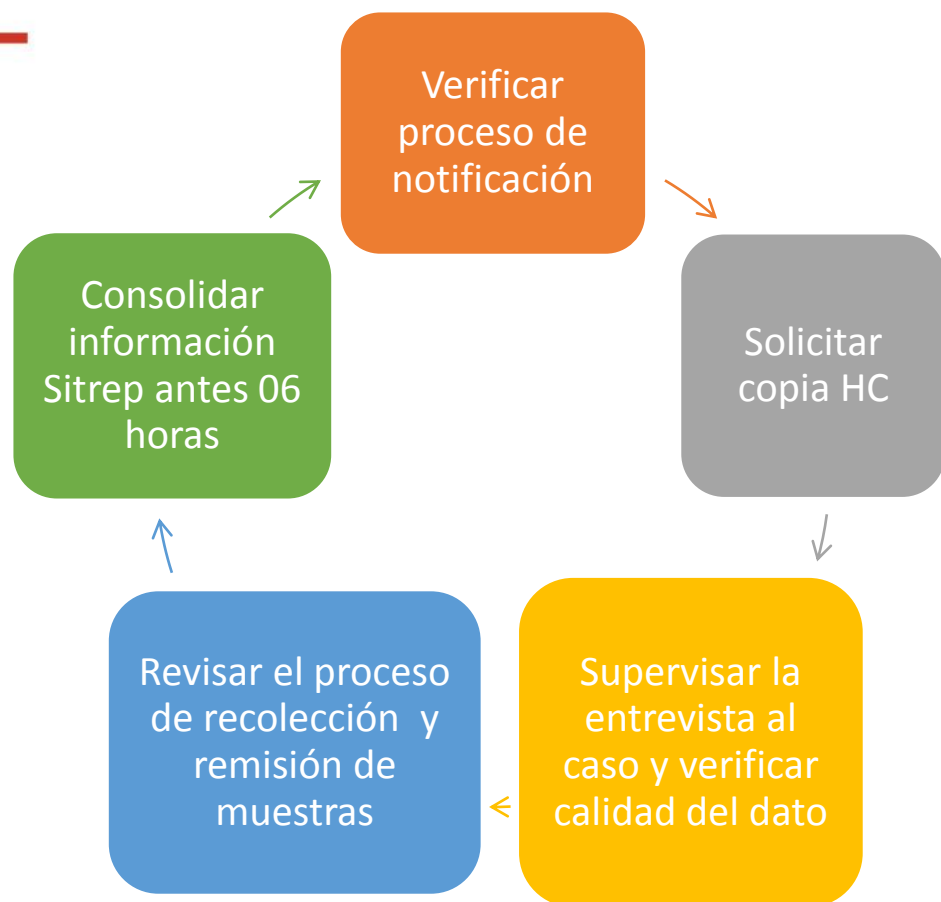 Verificar
proceso de
notificación
Solicitar
copia HC
Supervisar la
entrevista al
caso y verificar
calidad del dato
Revisar el proceso
de recolección y
remisión de
muestras
Consolidar
información
Sitrep antes 06
horas